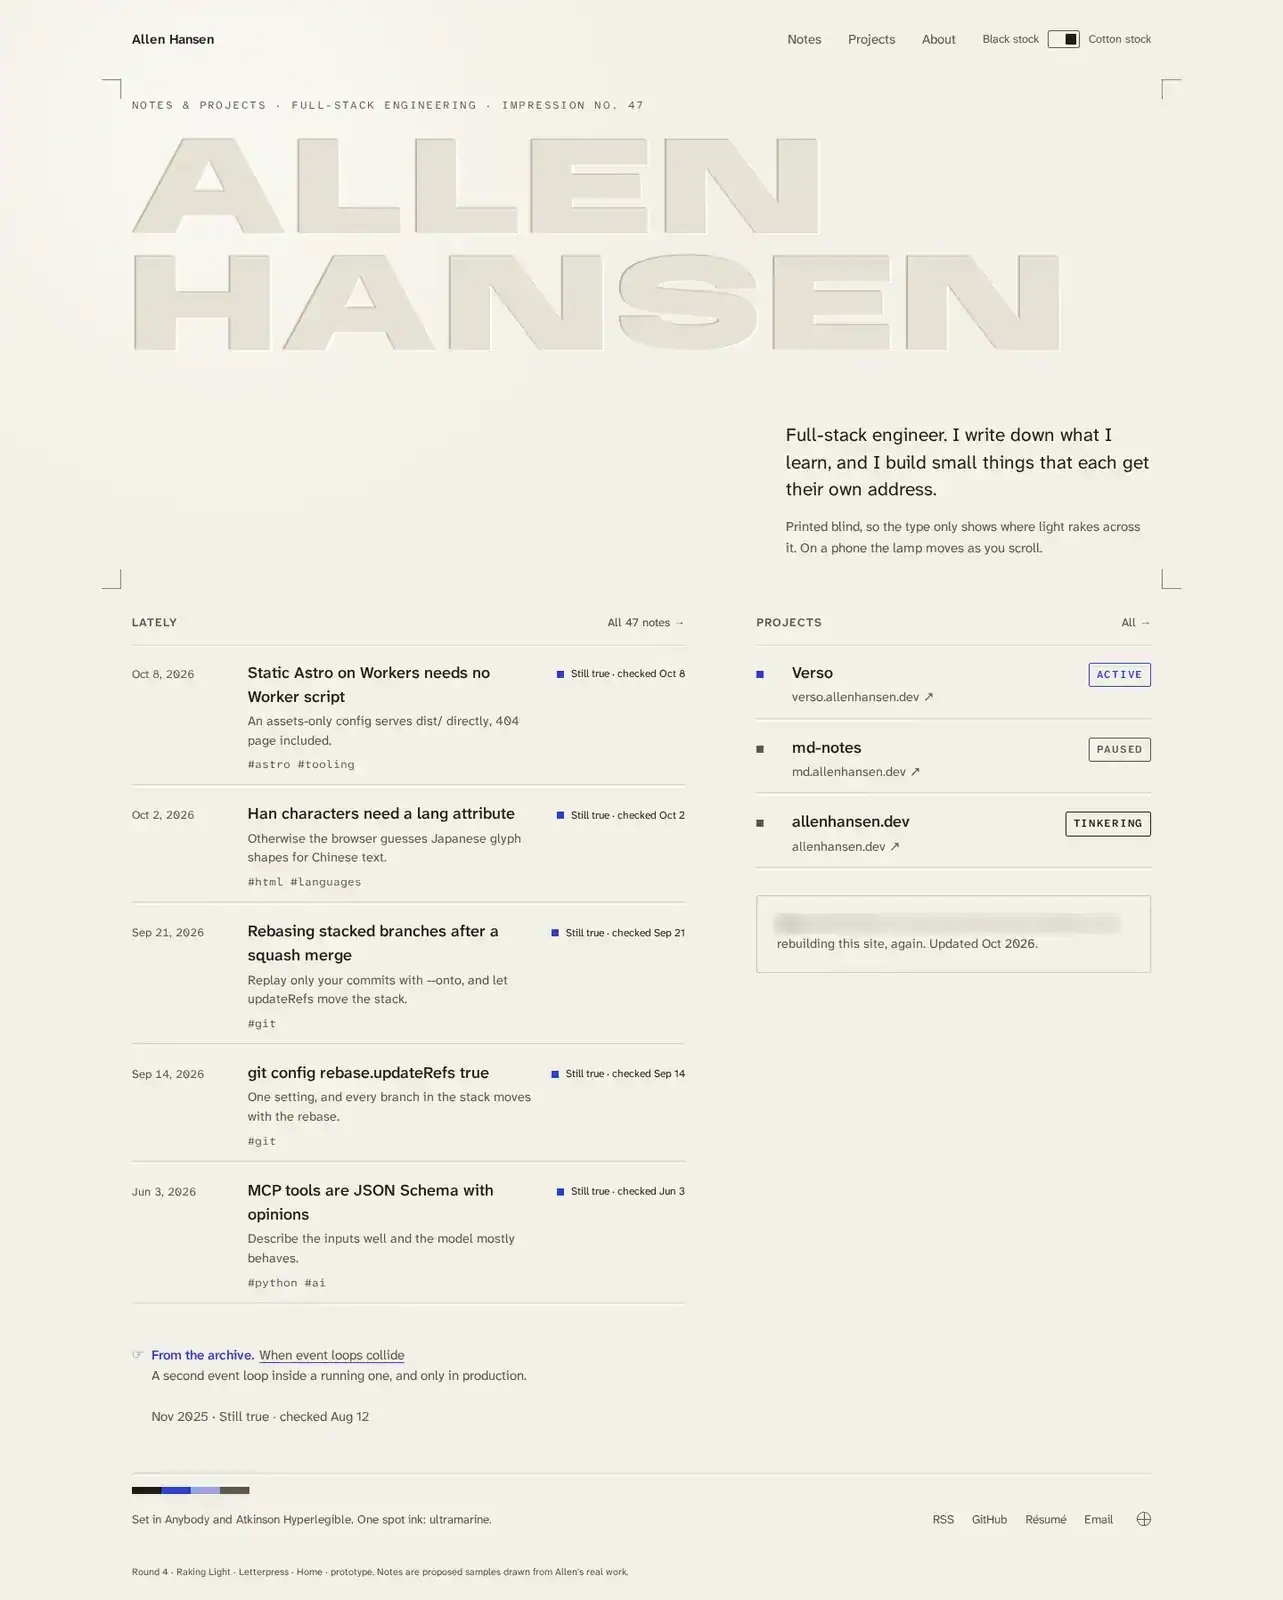 Allen Hansen
Notes Projects About Black stock Cotton stock
NOTES & PROJECTS · FULL-STACK ENGINEERING · IMPRESSION NO. 47
ALLEN
HANSEN
Full-stack engineer. I write down what I
learn, and I build small things that each get
their own address.
Printed blind, so the type only shows where light rakes across
it. On a phone the lamp moves as you scroll.
LATELY
All 47 notes →
Oct 8, 2026
Static Astro on Workers needs no
Worker script
Still true · checked Oct 8
An assets-only config serves dist/ directly, 404
page included.
#astro #tooling
Oct 2, 2026
Han characters need a lang attribute
Still true · checked Oct 2
Otherwise the browser guesses Japanese glyph
shapes for Chinese text.
#html #languages
Sep 21, 2026
Rebasing stacked branches after a
squash merge
Still true · checked Sep 21
Replay only your commits with --onto, and let
updateRefs move the stack.
#git
Sep 14, 2026
git config rebase.updateRefs true
Still true · checked Sep 14
One setting, and every branch in the stack moves
with the rebase.
#git
Jun 3, 2026
MCP tools are JSON Schema with
opinions
Still true · checked Jun 3
Describe the inputs well and the model mostly
behaves.
#python #ai
PROJECTS
All →
Verso
ACTIVE
verso.allenhansen.dev ↗
md-notes
PAUSED
md.allenhansen.dev ↗
allenhansen.dev
TINKERING
allenhansen.dev ↗
rebuilding this site, again. Updated Oct 2026.
☞ From the archive. When event loops collide
A second event loop inside a running one, and only in production.
Nov 2025 · Still true · checked Aug 12
Set in Anybody and Atkinson Hyperlegible. One spot ink: ultramarine.
RSS GitHub Résumé Email
Round 4 · Raking Light · Letterpress · Home · prototype. Notes are proposed samples drawn from Allen's real work.